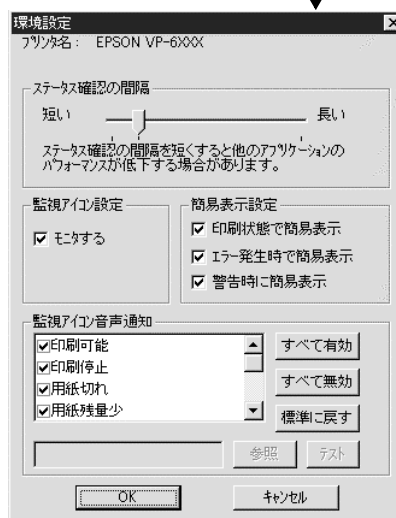 環境設定
プリンタ名： EPSON VP-6XXX
ステータス確認の間隔
短い 長い
ステータス確認の間隔を短くすると他のアプリケーションの
パフォーマンスが低下する場合があります。
監視アイコン設定
モニタする
簡易表示設定
印刷状態で簡易表示
エラー発生時で簡易表示
警告時に簡易表示
監視アイコン音声通知
印刷可能
印刷停止
用紙切れ
用紙残量少
すべて有効
すべて無効
標準に戻す
参照 テスト
OK キャンセル